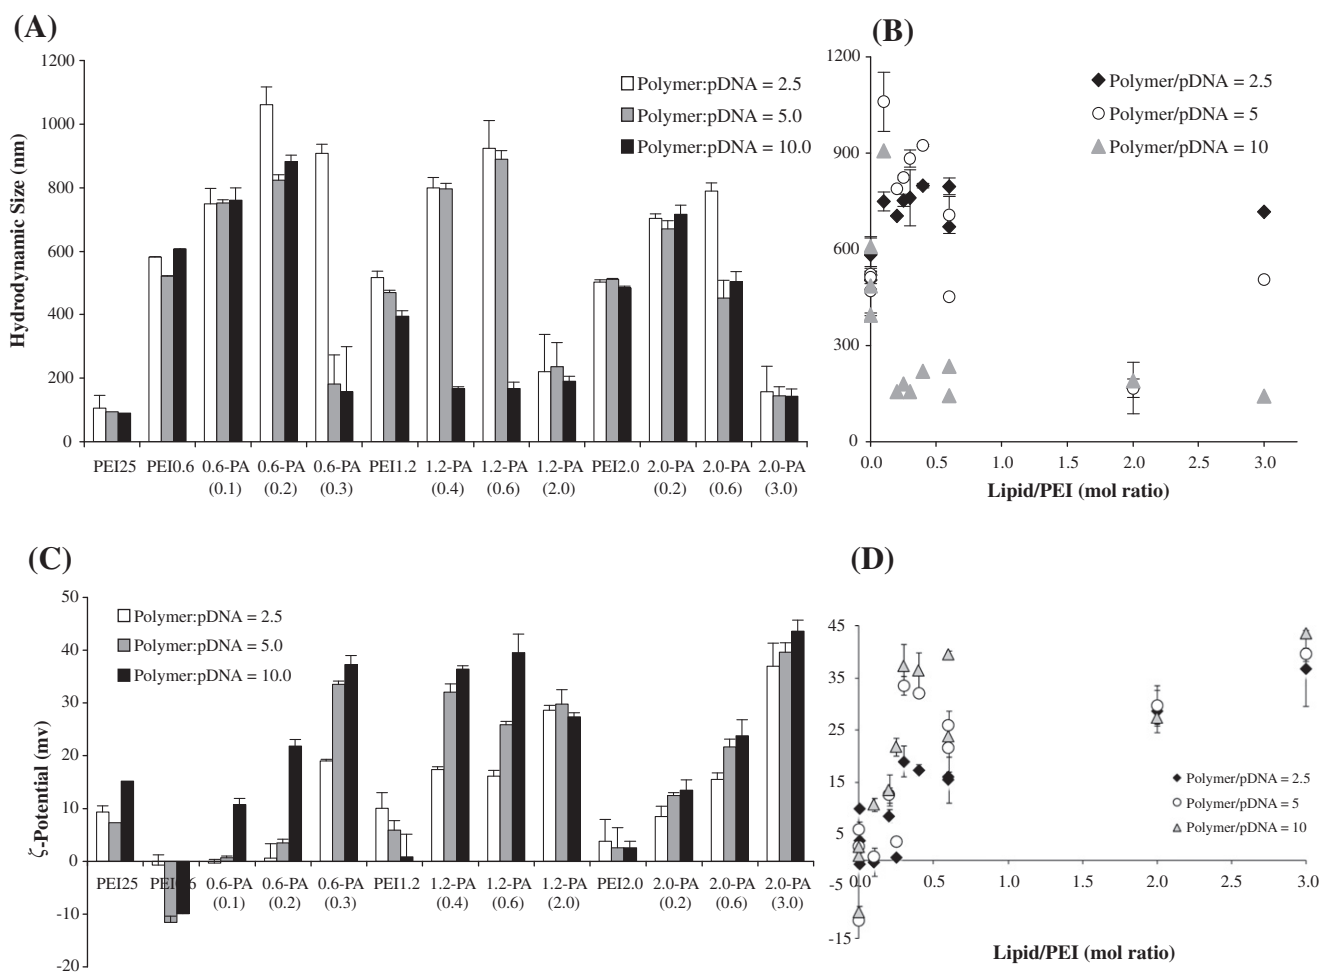 (A)
1200
1000
800
600
400
200
0
Hydrodynamic Size (nm)
Polymer:pDNA = 2.5
Polymer:pDNA = 5.0
Polymer:pDNA = 10.0
PEI25 PEI0.6 0.6-PA 0.6-PA 0.6-PA PEI1.2 1.2-PA 1.2-PA 1.2-PA PEI2.0 2.0-PA 2.0-PA 2.0-PA
(0.1) (0.2) (0.3) (0.4) (0.6) (2.0) (0.2) (0.6) (3.0)
(B)
1200
900
600
300
0
Polymer/pDNA = 2.5
Polymer/pDNA = 5
Polymer/pDNA = 10
0.0 0.5 1.0 1.5 2.0 2.5 3.0
Lipid/PEI (mol ratio)
(C)
50
40
30
20
10
0
-10
-20
ζ-Potential (mv)
Polymer:pDNA = 2.5
Polymer:pDNA = 5.0
Polymer:pDNA = 10.0
PEI25 PEI0.6 0.6-PA 0.6-PA 0.6-PA PEI1.2 1.2-PA 1.2-PA 1.2-PA PEI2.0 2.0-PA 2.0-PA 2.0-PA
(0.1) (0.2) (0.3) (0.4) (0.6) (2.0) (0.2) (0.6) (3.0)
(D)
45
35
25
15
5
-5
-15
Polymer/pDNA = 2.5
Polymer/pDNA = 5
Polymer/pDNA = 10
0.0 0.5 1.0 1.5 2.0 2.5 3.0
Lipid/PEI (mol ratio)